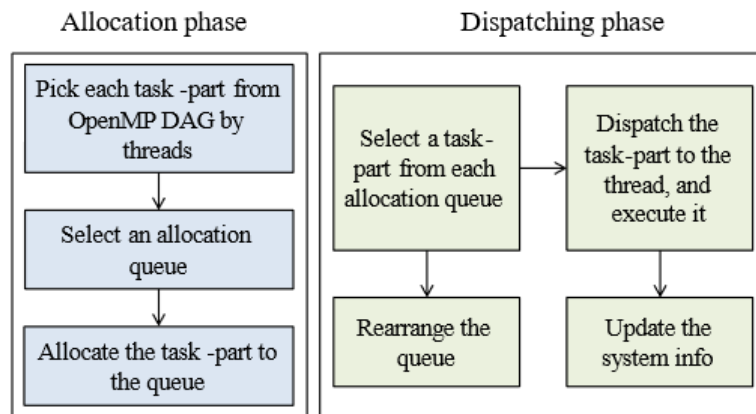 Allocation phase
Pick each task -part from
OpenMP DAG by
threads
Select an allocation
queue
Allocate the task -part to
the queue
Dispatching phase
Select a task-
part from each
allocation queue
Dispatch the
task-part to the
thread, and
execute it
Rearrange the
queue
Update the
system info